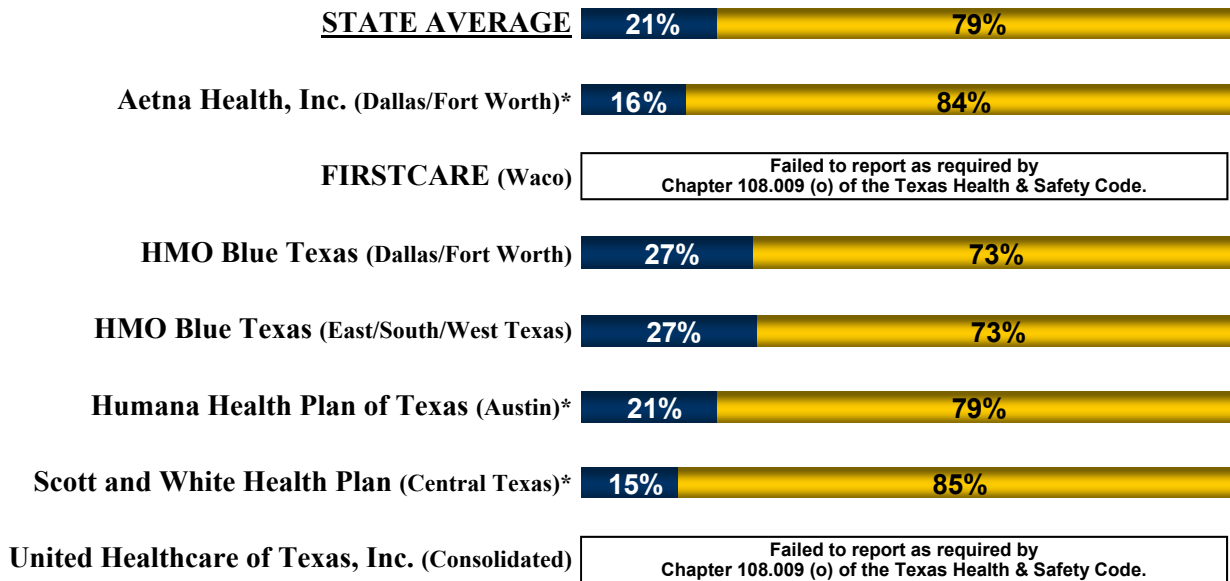 STATE AVERAGE 21% 79%
Aetna Health, Inc. (Dallas/Fort Worth)* 16% 84%
FIRSTCARE (Waco) Failed to report as required by
Chapter 108.009 (o) of the Texas Health & Safety Code.
HMO Blue Texas (Dallas/Fort Worth) 27% 73%
HMO Blue Texas (East/South/West Texas) 27% 73%
Humana Health Plan of Texas (Austin)* 21% 79%
Scott and White Health Plan (Central Texas)* 15% 85%
United Healthcare of Texas, Inc. (Consolidated) Failed to report as required by
Chapter 108.009 (o) of the Texas Health & Safety Code.